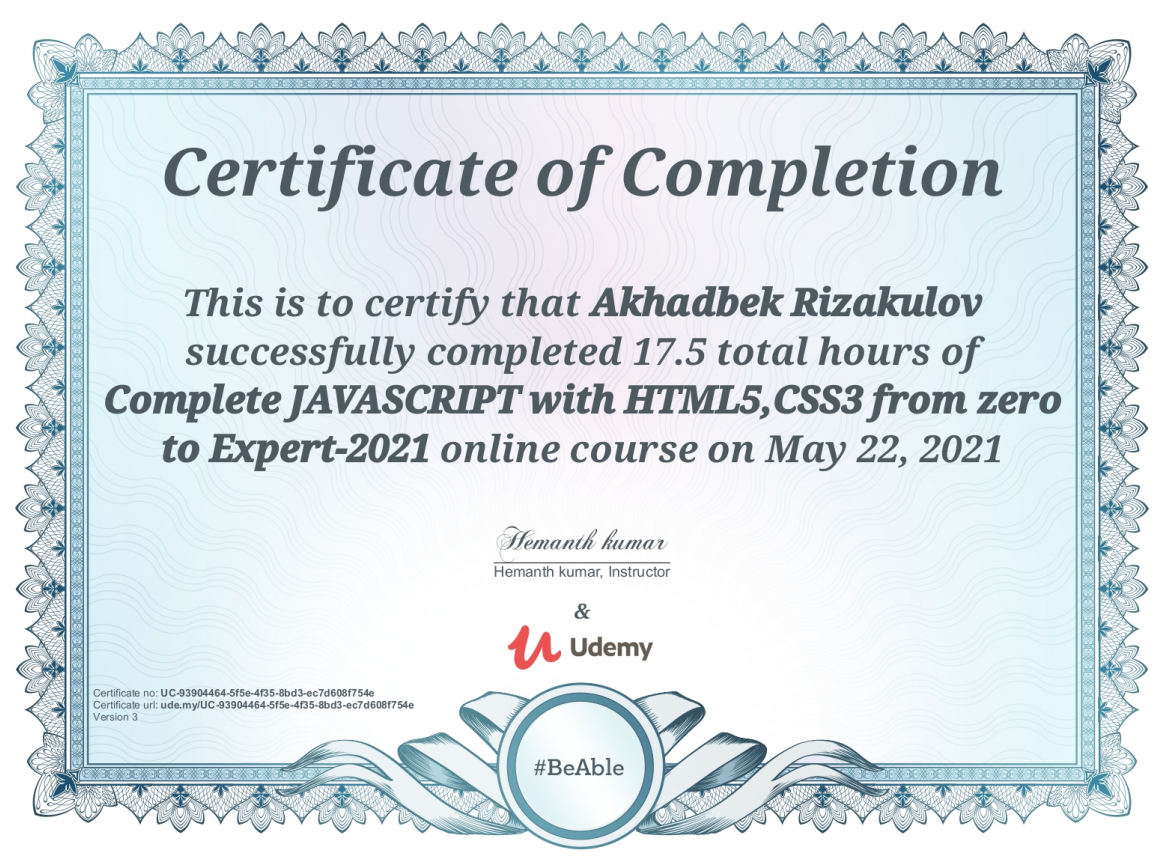 Certificate of Completion
This is to certify that Akhadbek Rizakulov
successfully completed 17.5 total hours of
Complete JAVASCRIPT with HTML5,CSS3 from zero
to Expert-2021 online course on May 22, 2021
Hemanth kumar
Hemanth kumar, Instructor
&
Udemy
Certificate no: UC-93904464-5f5e-4f35-8bd3-ec7d608f754e
Certificate url: ude.my/UC-93904464-5f5e-4f35-8bd3-ec7d608f754e
Version 3
#BeAble